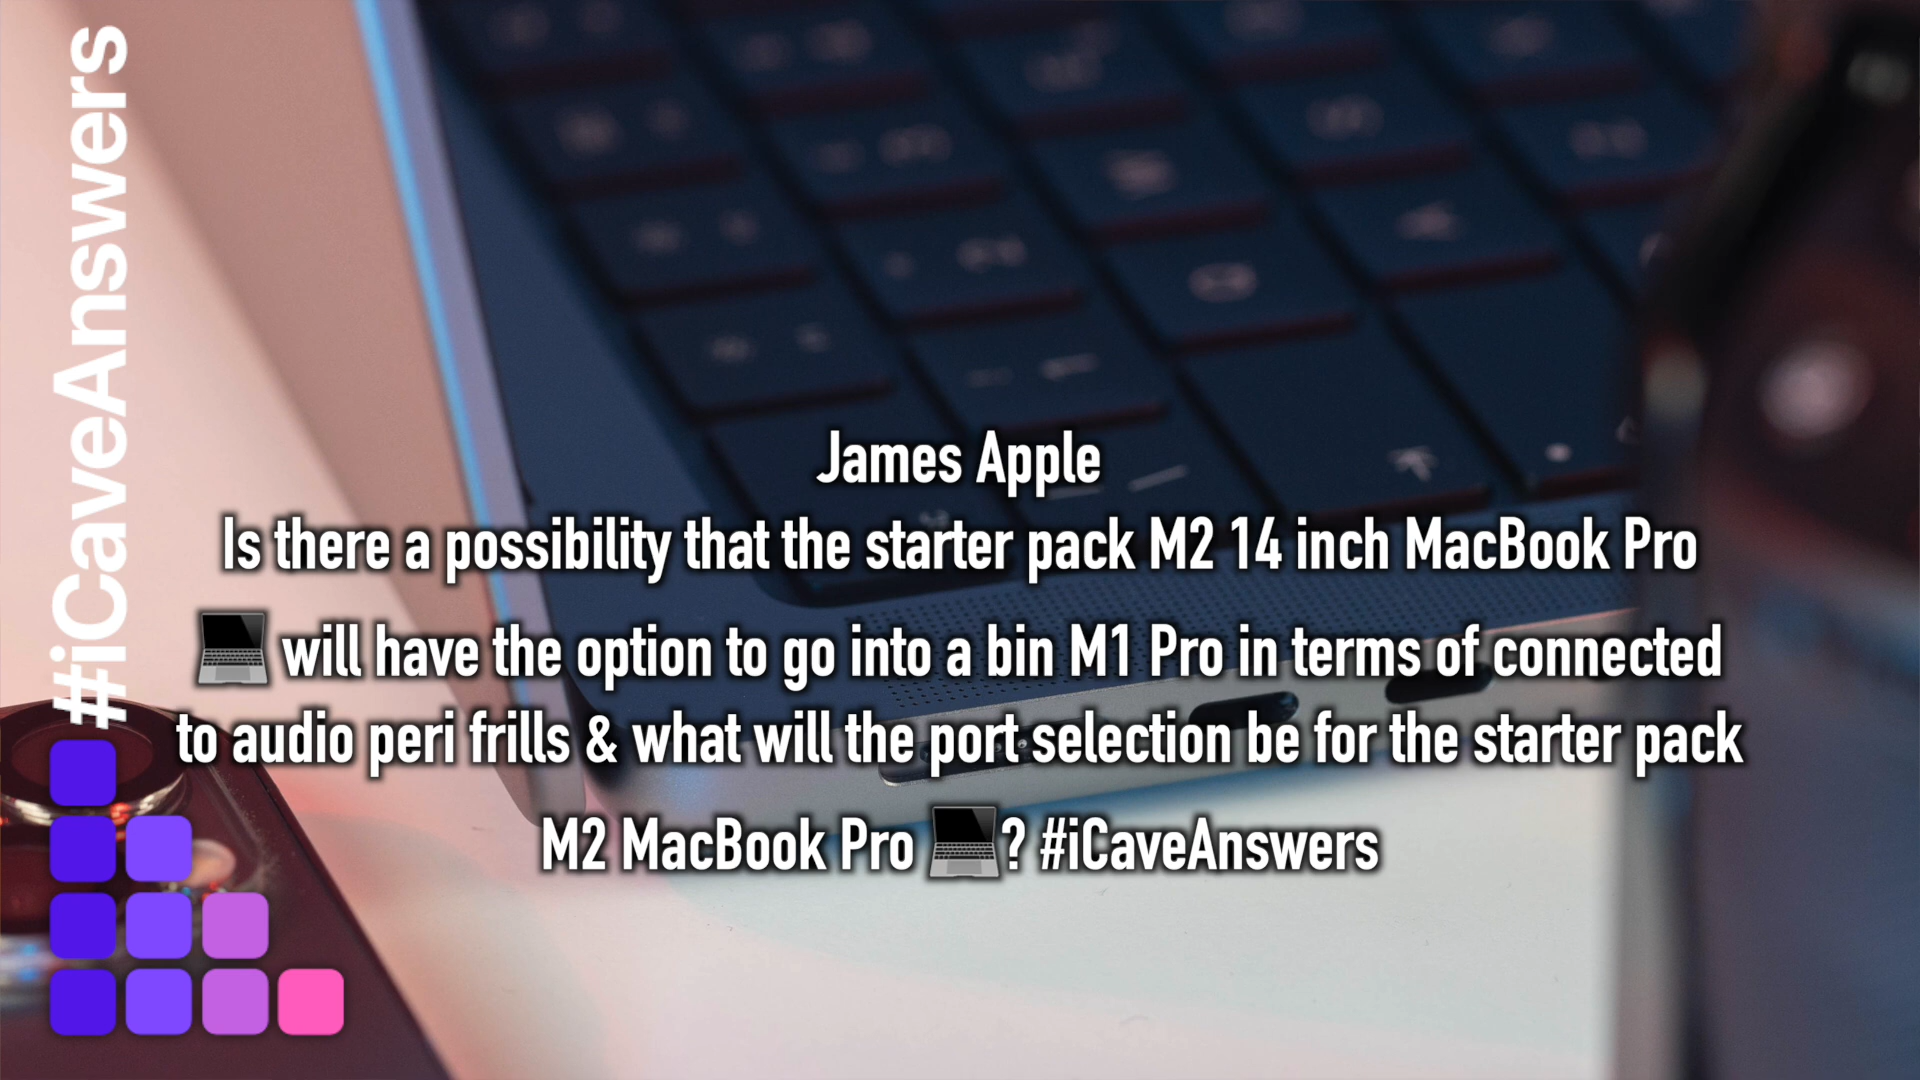 #iCaveAnswers
James Apple
Is there a possibility that the starter pack M2 14 inch MacBook Pro
💻 will have the option to go into a bin M1 Pro in terms of connected
to audio peri frills & what will the port selection be for the starter pack
M2 MacBook Pro 💻? #iCaveAnswers